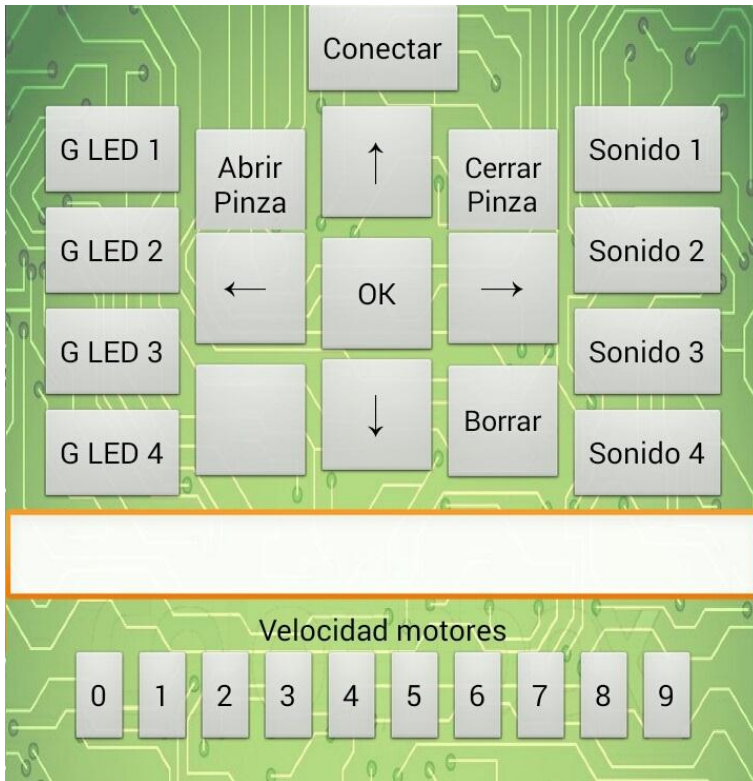 Conectar
G LED 1
Abrir
Pinza
↑
Cerrar
Pinza
Sonido 1
G LED 2
←
OK
→
Sonido 2
G LED 3
Sonido 3
G LED 4
↓
Borrar
Sonido 4
Velocidad motores
0 1 2 3 4 5 6 7 8 9